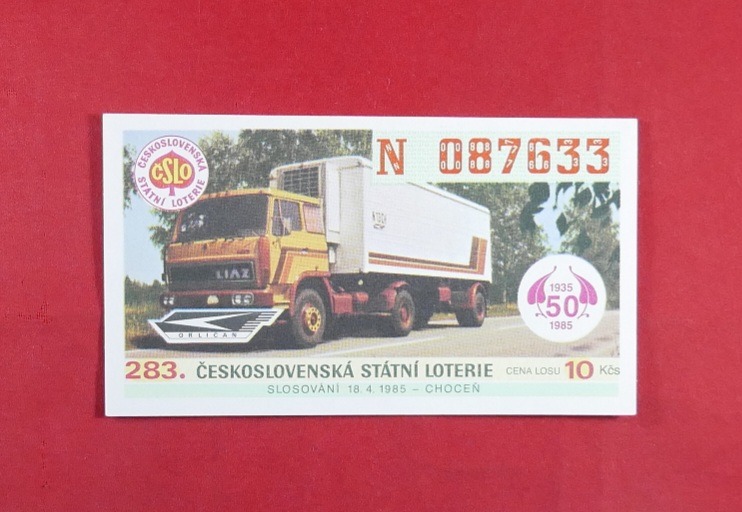 ČESKOSLOVENSKÁ
ČSLO
STÁTNÍ LOTERIE
N 087633
LIAZ
ORLIČAN
1935
50
1985
283. ČESKOSLOVENSKÁ STÁTNÍ LOTERIE CENA LOSU 10 Kčs
SLOSOVÁNÍ 18. 4. 1985 – CHOCEŇ